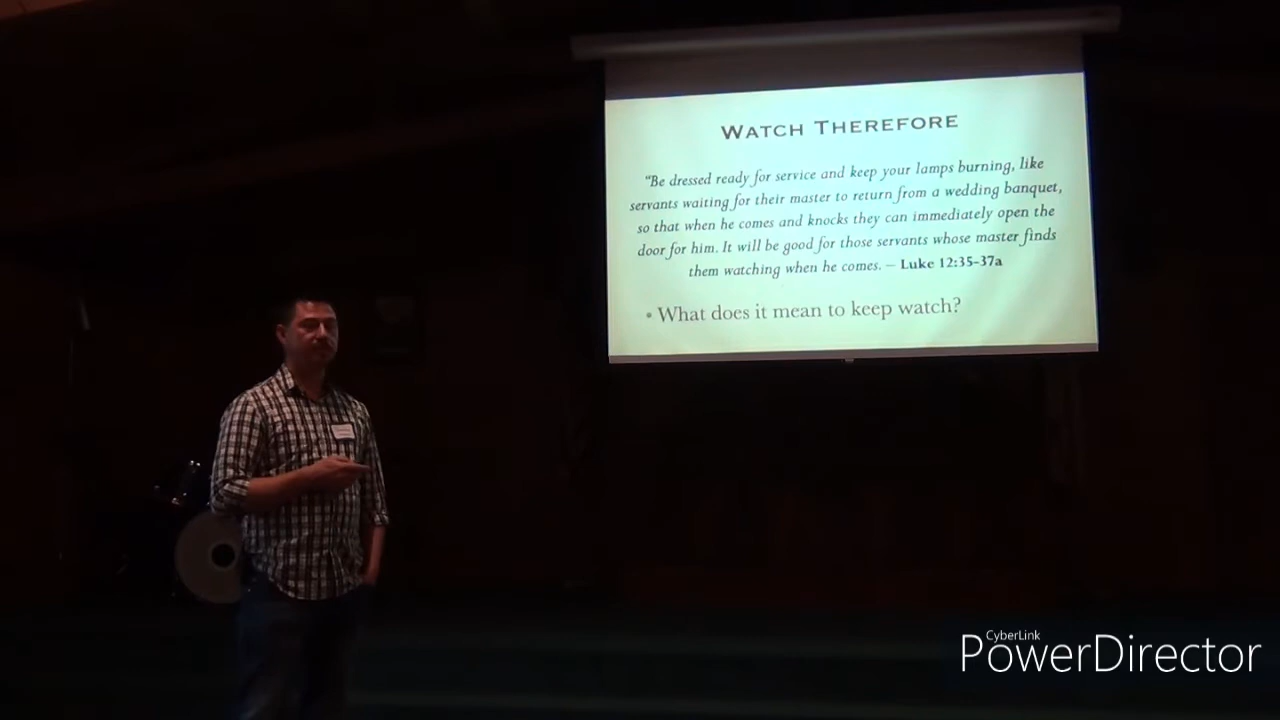 WATCH THEREFORE
"Be dressed ready for service and keep your lamps burning, like
servants waiting for their master to return from a wedding banquet,
so that when he comes and knocks they can immediately open the
door for him. It will be good for those servants whose master finds
them watching when he comes. – Luke 12:35-37a
• What does it mean to keep watch?
CyberLink
PowerDirector